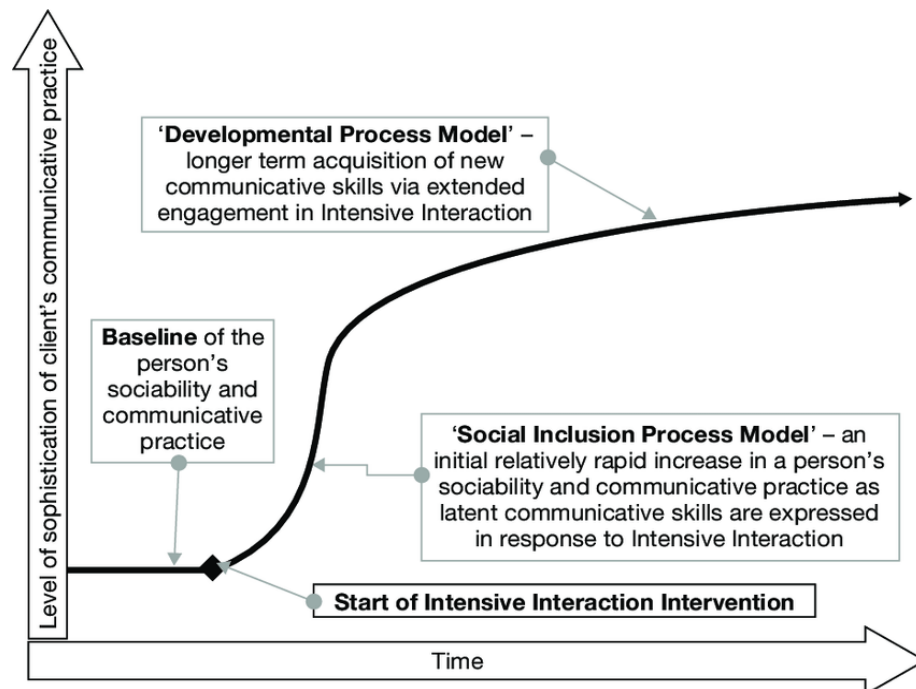 Level of sophistication of client's communicative practice
‘Developmental Process Model’ –
longer term acquisition of new
communicative skills via extended
engagement in Intensive Interaction
Baseline of the
person’s
sociability and
communicative
practice
‘Social Inclusion Process Model’ – an
initial relatively rapid increase in a person’s
sociability and communicative practice as
latent communicative skills are expressed
in response to Intensive Interaction
Start of Intensive Interaction Intervention
Time